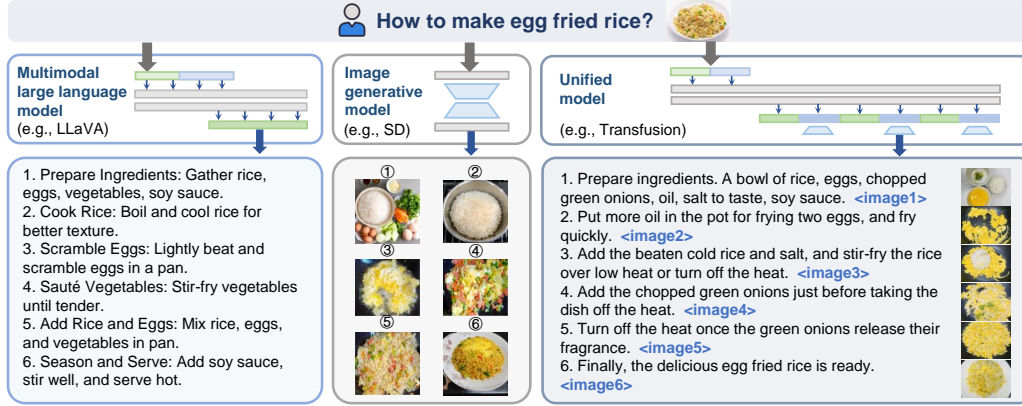 How to make egg fried rice?
Multimodal
large language
model
(e.g., LLaVA)
1. Prepare Ingredients: Gather rice,
eggs, vegetables, soy sauce.
2. Cook Rice: Boil and cool rice for
better texture.
3. Scramble Eggs: Lightly beat and
scramble eggs in a pan.
4. Sauté Vegetables: Stir-fry vegetables
until tender.
5. Add Rice and Eggs: Mix rice, eggs,
and vegetables in pan.
6. Season and Serve: Add soy sauce,
stir well, and serve hot.
Image
generative
model
(e.g., SD)
① ②
③ ④
⑤ ⑥
Unified
model
(e.g., Transfusion)
1. Prepare ingredients. A bowl of rice, eggs, chopped
green onions, oil, salt to taste, soy sauce. <image1>
2. Put more oil in the pot for frying two eggs, and fry
quickly. <image2>
3. Add the beaten cold rice and salt, and stir-fry the rice
over low heat or turn off the heat. <image3>
4. Add the chopped green onions just before taking the
dish off the heat. <image4>
5. Turn off the heat once the green onions release their
fragrance. <image5>
6. Finally, the delicious egg fried rice is ready.
<image6>